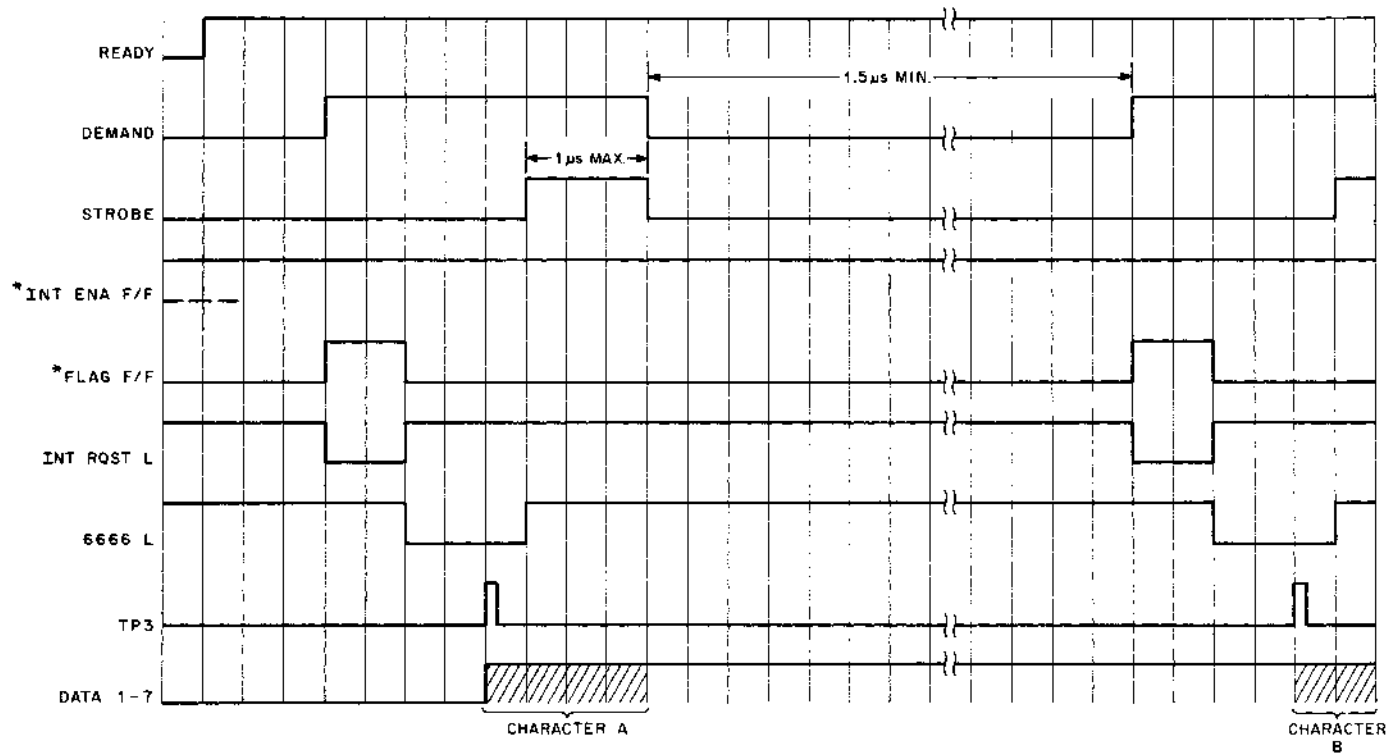 READY
1.5μs MIN.
DEMAND
1μs MAX.
STROBE
*INT ENA F/F
*FLAG F/F
INT RQST L
6666 L
TP3
DATA 1-7
CHARACTER A
CHARACTER
B